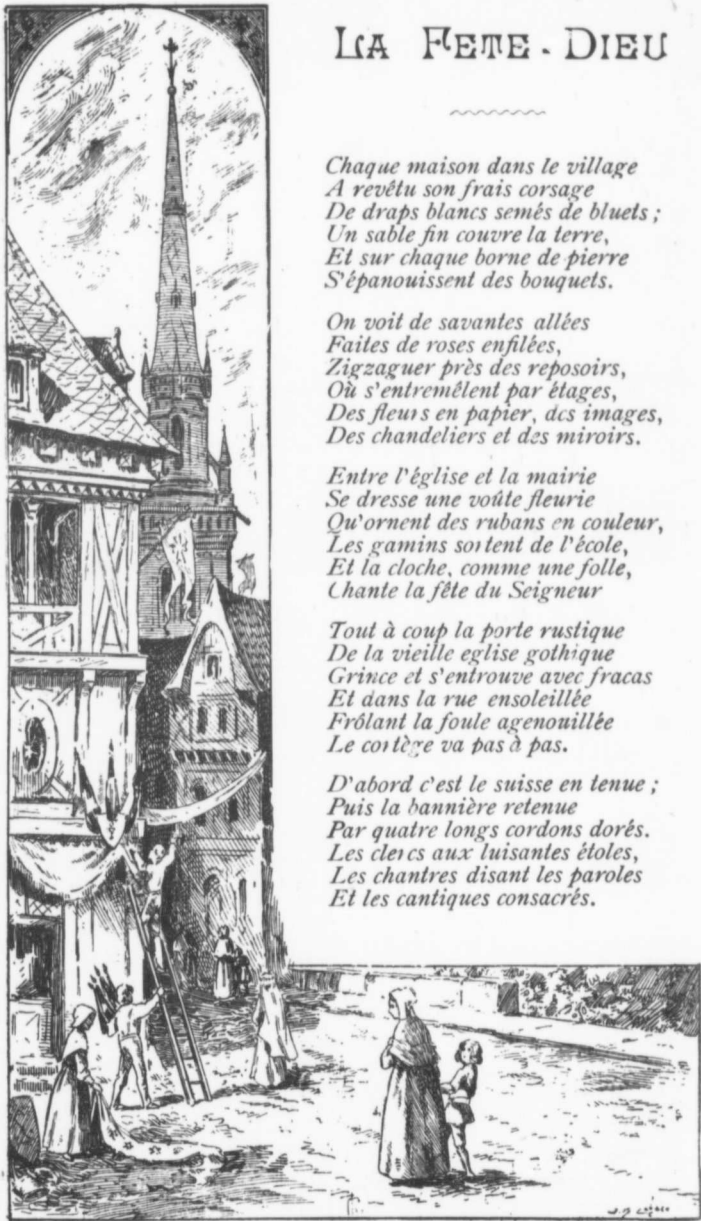 LA FETE-DIEU
Chaque maison dans le village
A revêtu son frais corsage
De draps blancs semés de bluets ;
Un sable fin couvre la terre,
Et sur chaque borne de pierre
S'épanouissent des bouquets.
On voit de savantes allées
Faites de roses enfilées,
Zigzaguer près des reposoirs,
Où s'entremêlent par étages,
Des fleurs en papier, des images,
Des chandeliers et des miroirs.
Entre l'église et la mairie
Se dresse une voûte fleurie
Qu'ornent des rubans en couleur,
Les gamins sortent de l'école,
Et la cloche, comme une folle,
Chante la fête du Seigneur
Tout à coup la porte rustique
De la vieille eglise gothique
Grince et s'entrouve avec fracas
Et dans la rue ensoleillée
Frôlant la foule agenouillée
Le cortège va pas à pas.
D'abord c'est le suisse en tenue ;
Puis la bannière retenue
Par quatre longs cordons dorés.
Les clercs aux luisantes étoles,
Les chantres disant les paroles
Et les cantiques consacrés.